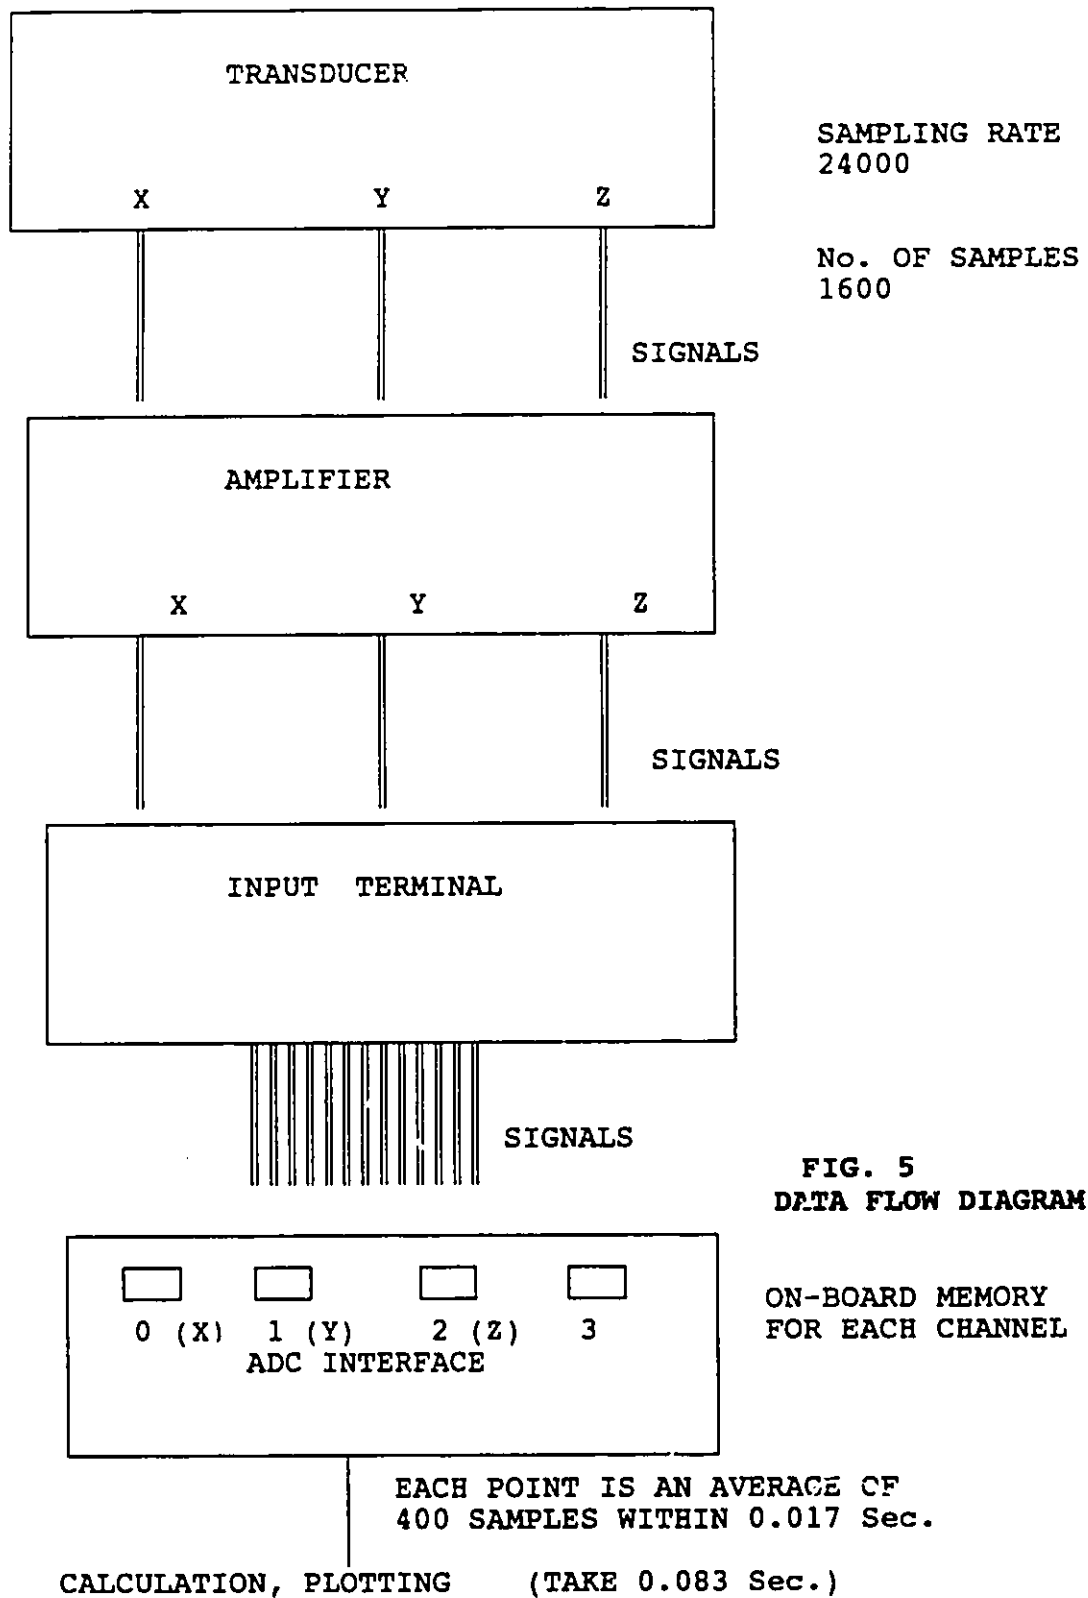 TRANSDUCER
SAMPLING RATE
24000
X Y Z
No. OF SAMPLES
1600
SIGNALS
AMPLIFIER
X Y Z
SIGNALS
INPUT TERMINAL
SIGNALS
FIG. 5
DATA FLOW DIAGRAM
0 (X) 1 (Y) 2 (Z) 3
ADC INTERFACE
ON-BOARD MEMORY
FOR EACH CHANNEL
EACH POINT IS AN AVERAGE OF
400 SAMPLES WITHIN 0.017 Sec.
CALCULATION, PLOTTING (TAKE 0.083 Sec.)